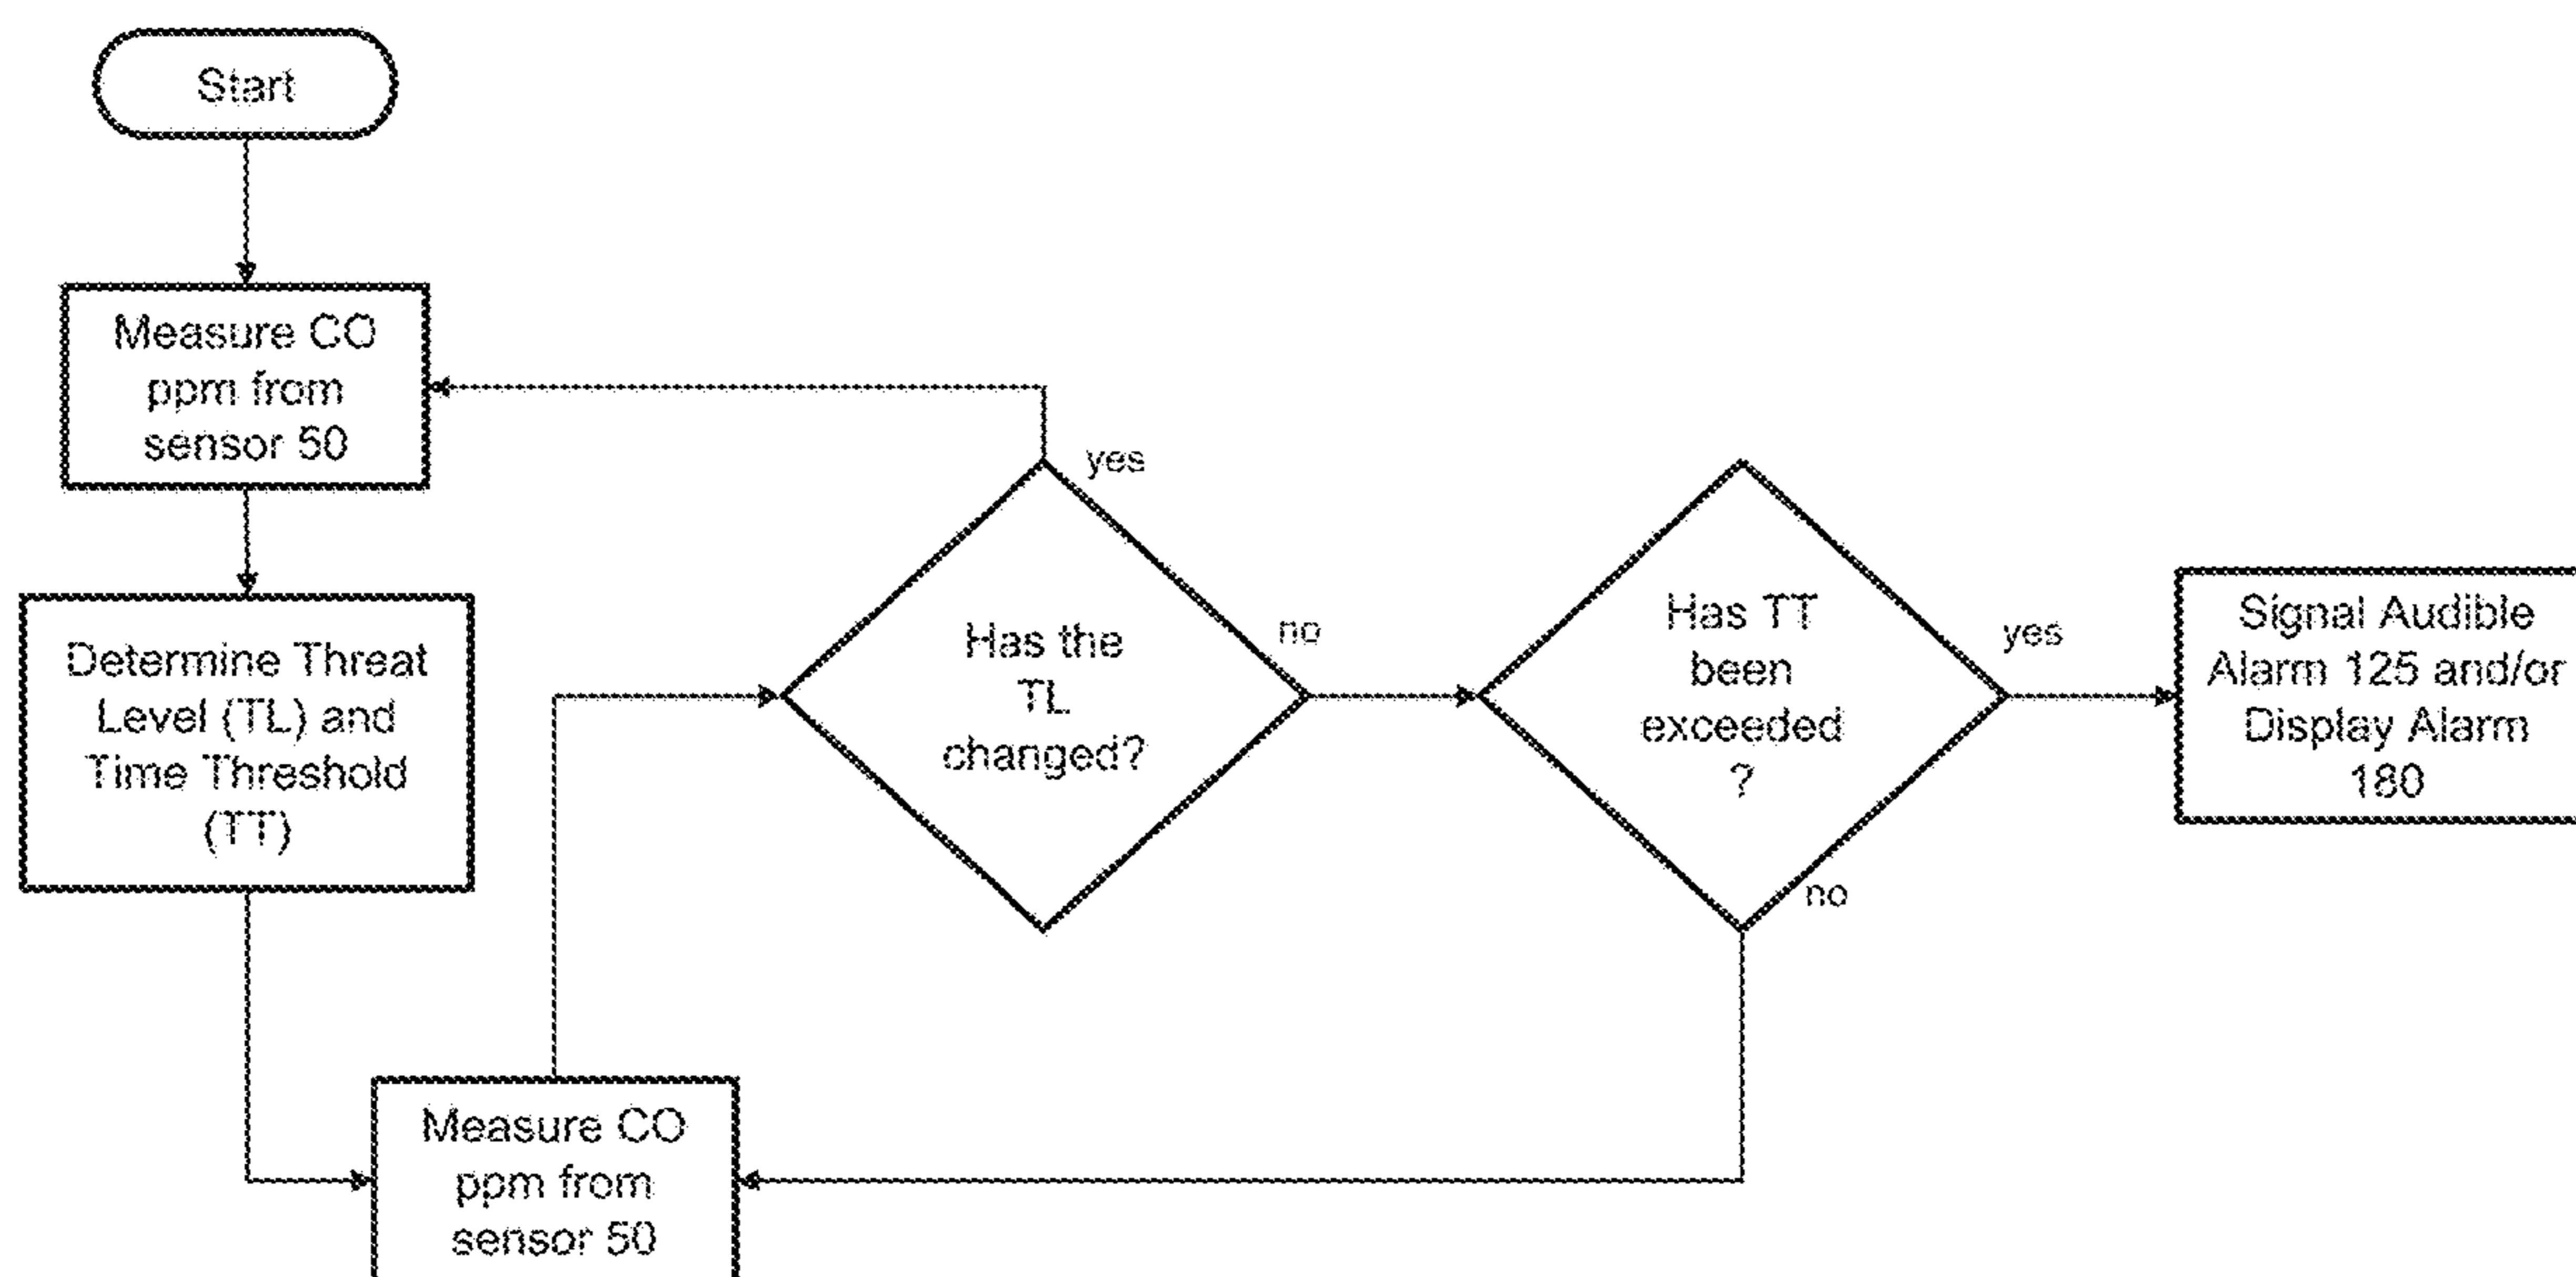 Start
Measure CO
ppm from
sensor 50
Determine Threat
Level (TL) and
Time Threshold
(TT)
Measure CO
ppm from
sensor 50
yes
Has the
TL
changed?
no
Has TT
been
exceeded
?
yes
no
Signal Audible
Alarm 125 and/or
Display Alarm
180